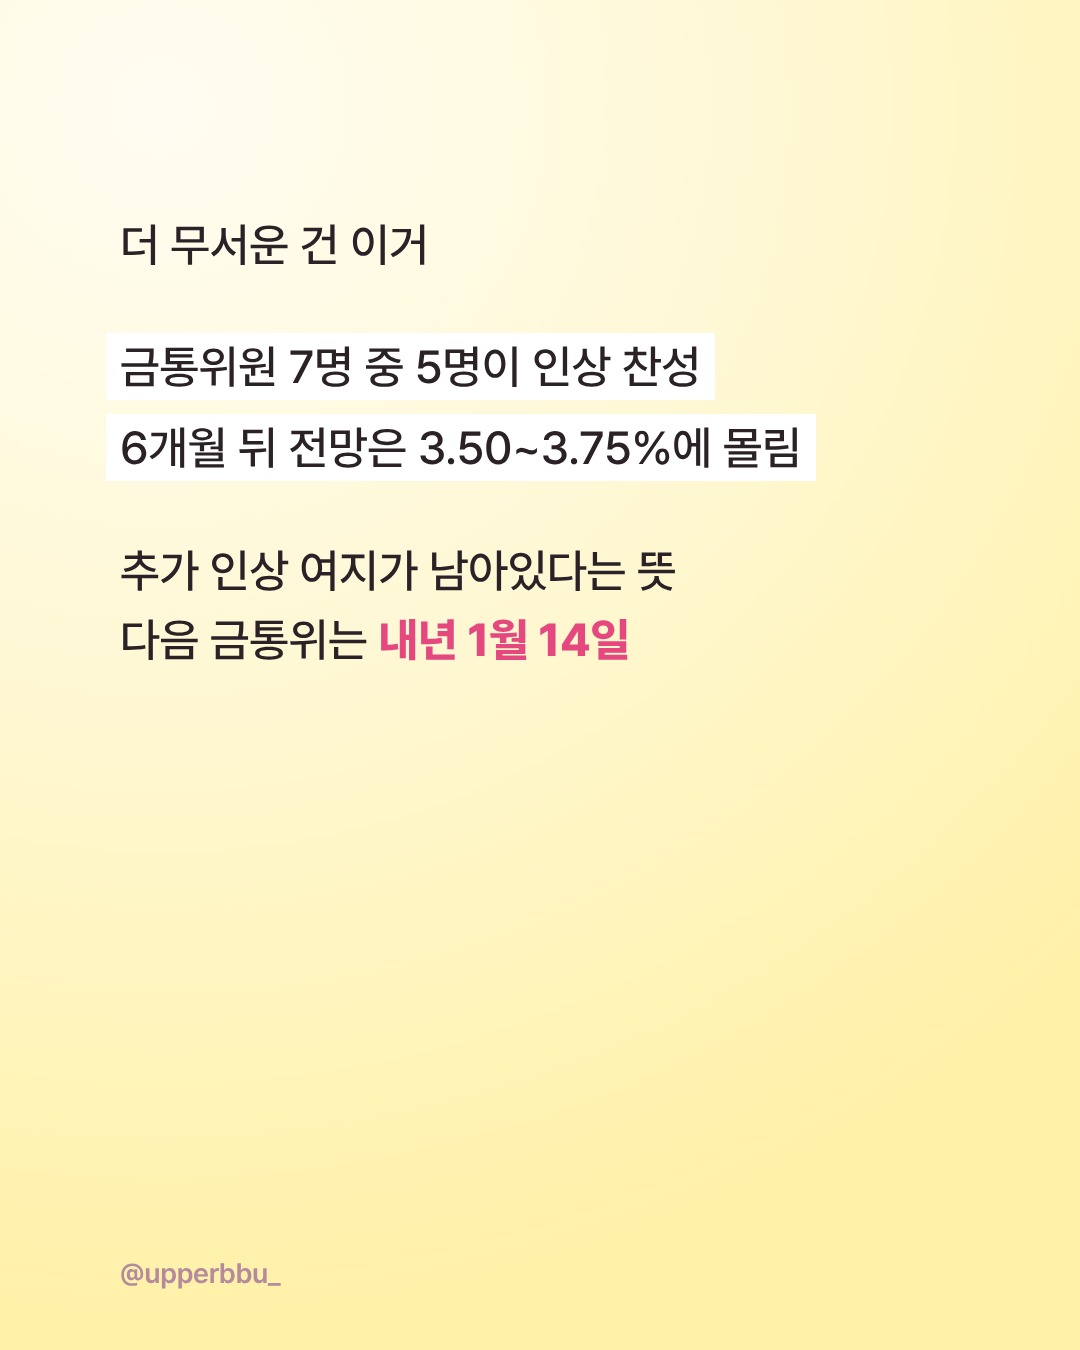 더 무서운 건 이거
금통위원 7명 중 5명이 인상 찬성
6개월 뒤 전망은 3.50~3.75%에 몰림
추가 인상 여지가 남아있다는 뜻
다음 금통위는 내년 1월 14일
@upperbbu_